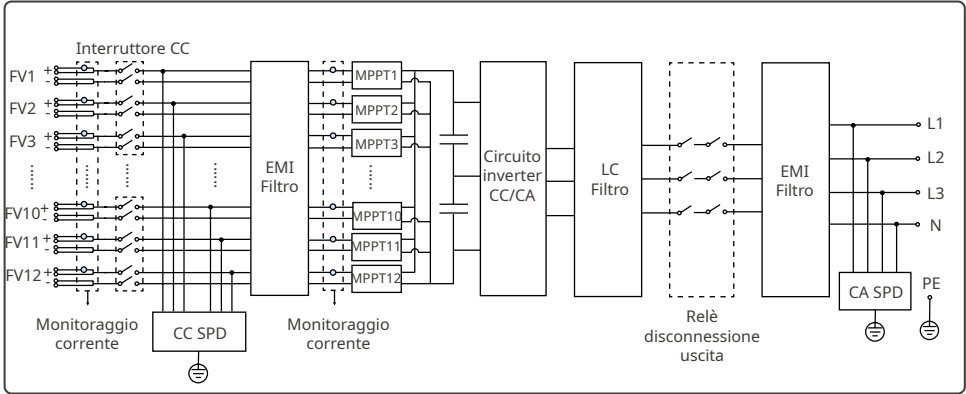 Interruttore CC
FV1 + -
FV2 + -
FV3 + -
FV10 + -
FV11 + -
FV12 + -
Monitoraggio
corrente
CC SPD
EMI
Filtro
Monitoraggio
corrente
MPPT1
MPPT2
MPPT3
MPPT10
MPPT11
MPPT12
Circuito
inverter
CC/CA
LC
Filtro
Relè
disconnessione
uscita
EMI
Filtro
L1
L2
L3
N
CA SPD
PE